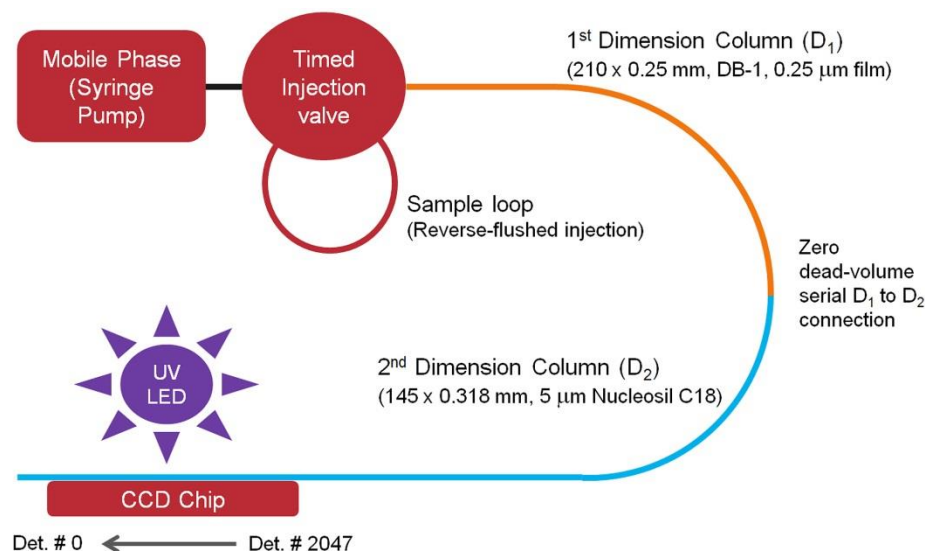 Mobile Phase
(Syringe
Pump)
Timed
Injection
valve
1st Dimension Column (D1)
(210 x 0.25 mm, DB-1, 0.25 μm film)
Sample loop
(Reverse-flushed injection)
Zero
dead-volume
serial D1 to D2
connection
UV
LED
2nd Dimension Column (D2)
(145 x 0.318 mm, 5 μm Nucleosil C18)
CCD Chip
Det. # 0
Det. # 2047